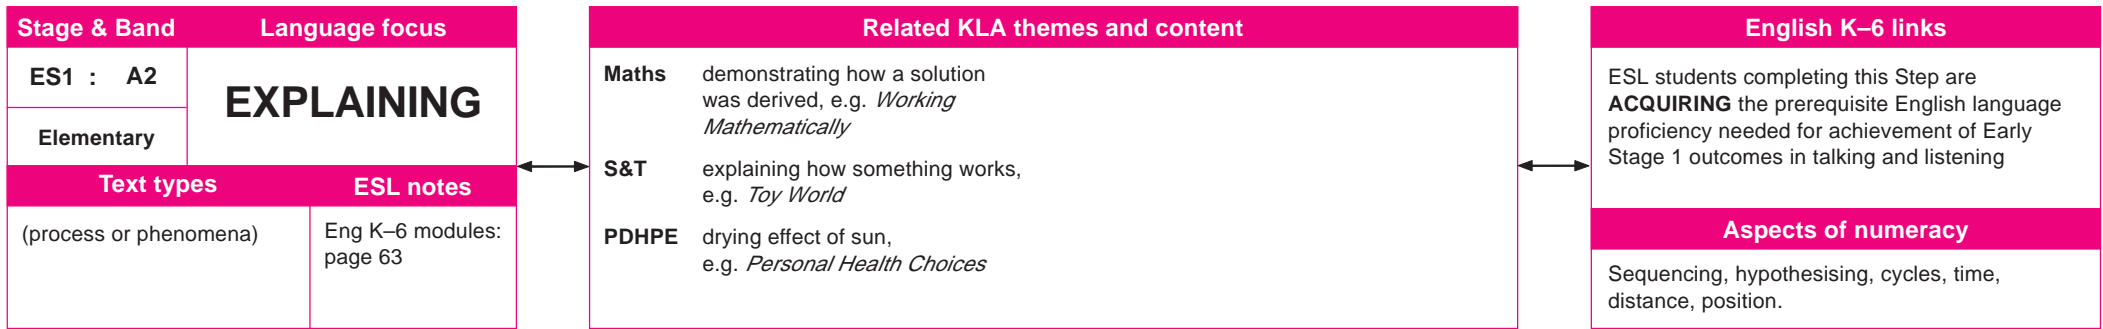 Stage & Band
Language focus
ES1 : A2
EXPLAINING
Elementary
Text types
ESL notes
(process or phenomena)
Eng K–6 modules:
page 63
Related KLA themes and content
Maths demonstrating how a solution
was derived, e.g. Working
Mathematically
S&T explaining how something works,
e.g. Toy World
PDHPE drying effect of sun,
e.g. Personal Health Choices
English K–6 links
ESL students completing this Step are
ACQUIRING the prerequisite English language
proficiency needed for achievement of Early
Stage 1 outcomes in talking and listening
Aspects of numeracy
Sequencing, hypothesising, cycles, time,
distance, position.